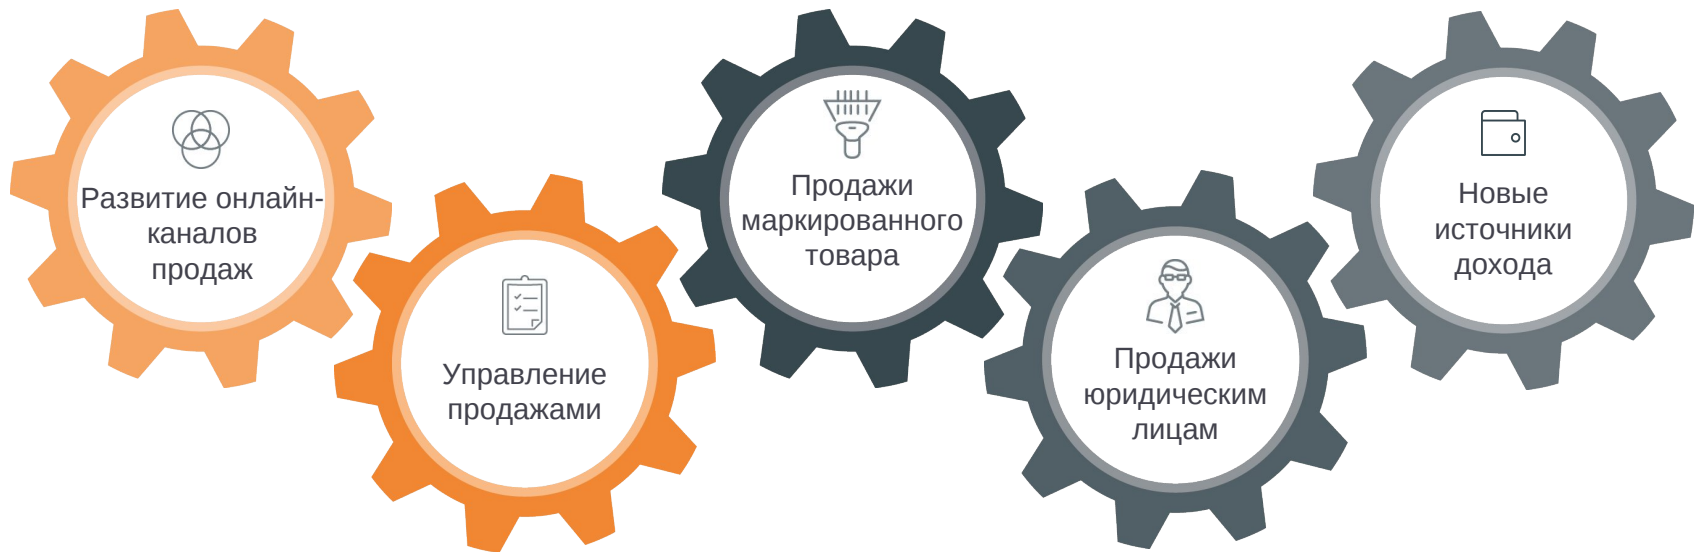 Развитие онлайн-
каналов
продаж
Управление
продажами
Продажи
маркированного
товара
Продажи
юридическим
лицам
Новые
источники
дохода